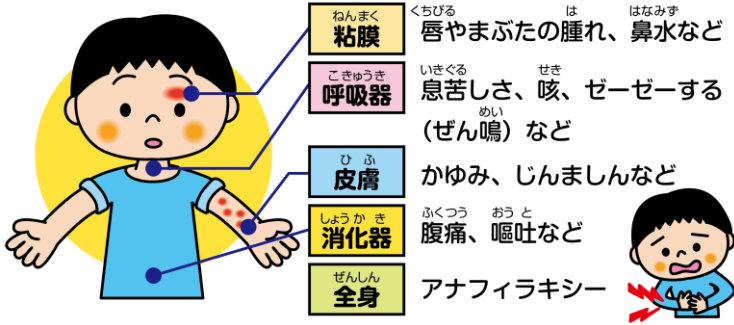 ねんまく
粘膜
くちびる は はなみず
唇やまぶたの腫れ、鼻水など
こきゅうき
呼吸器
いきぐる せき
息苦しさ、咳、ゼーゼーする
めい
（ぜん鳴）など
ひふ
皮膚
かゆみ、じんましんなど
しょうかき
消化器
ふくつう おうと
腹痛、嘔吐など
ぜんしん
全身
アナフィラキシー